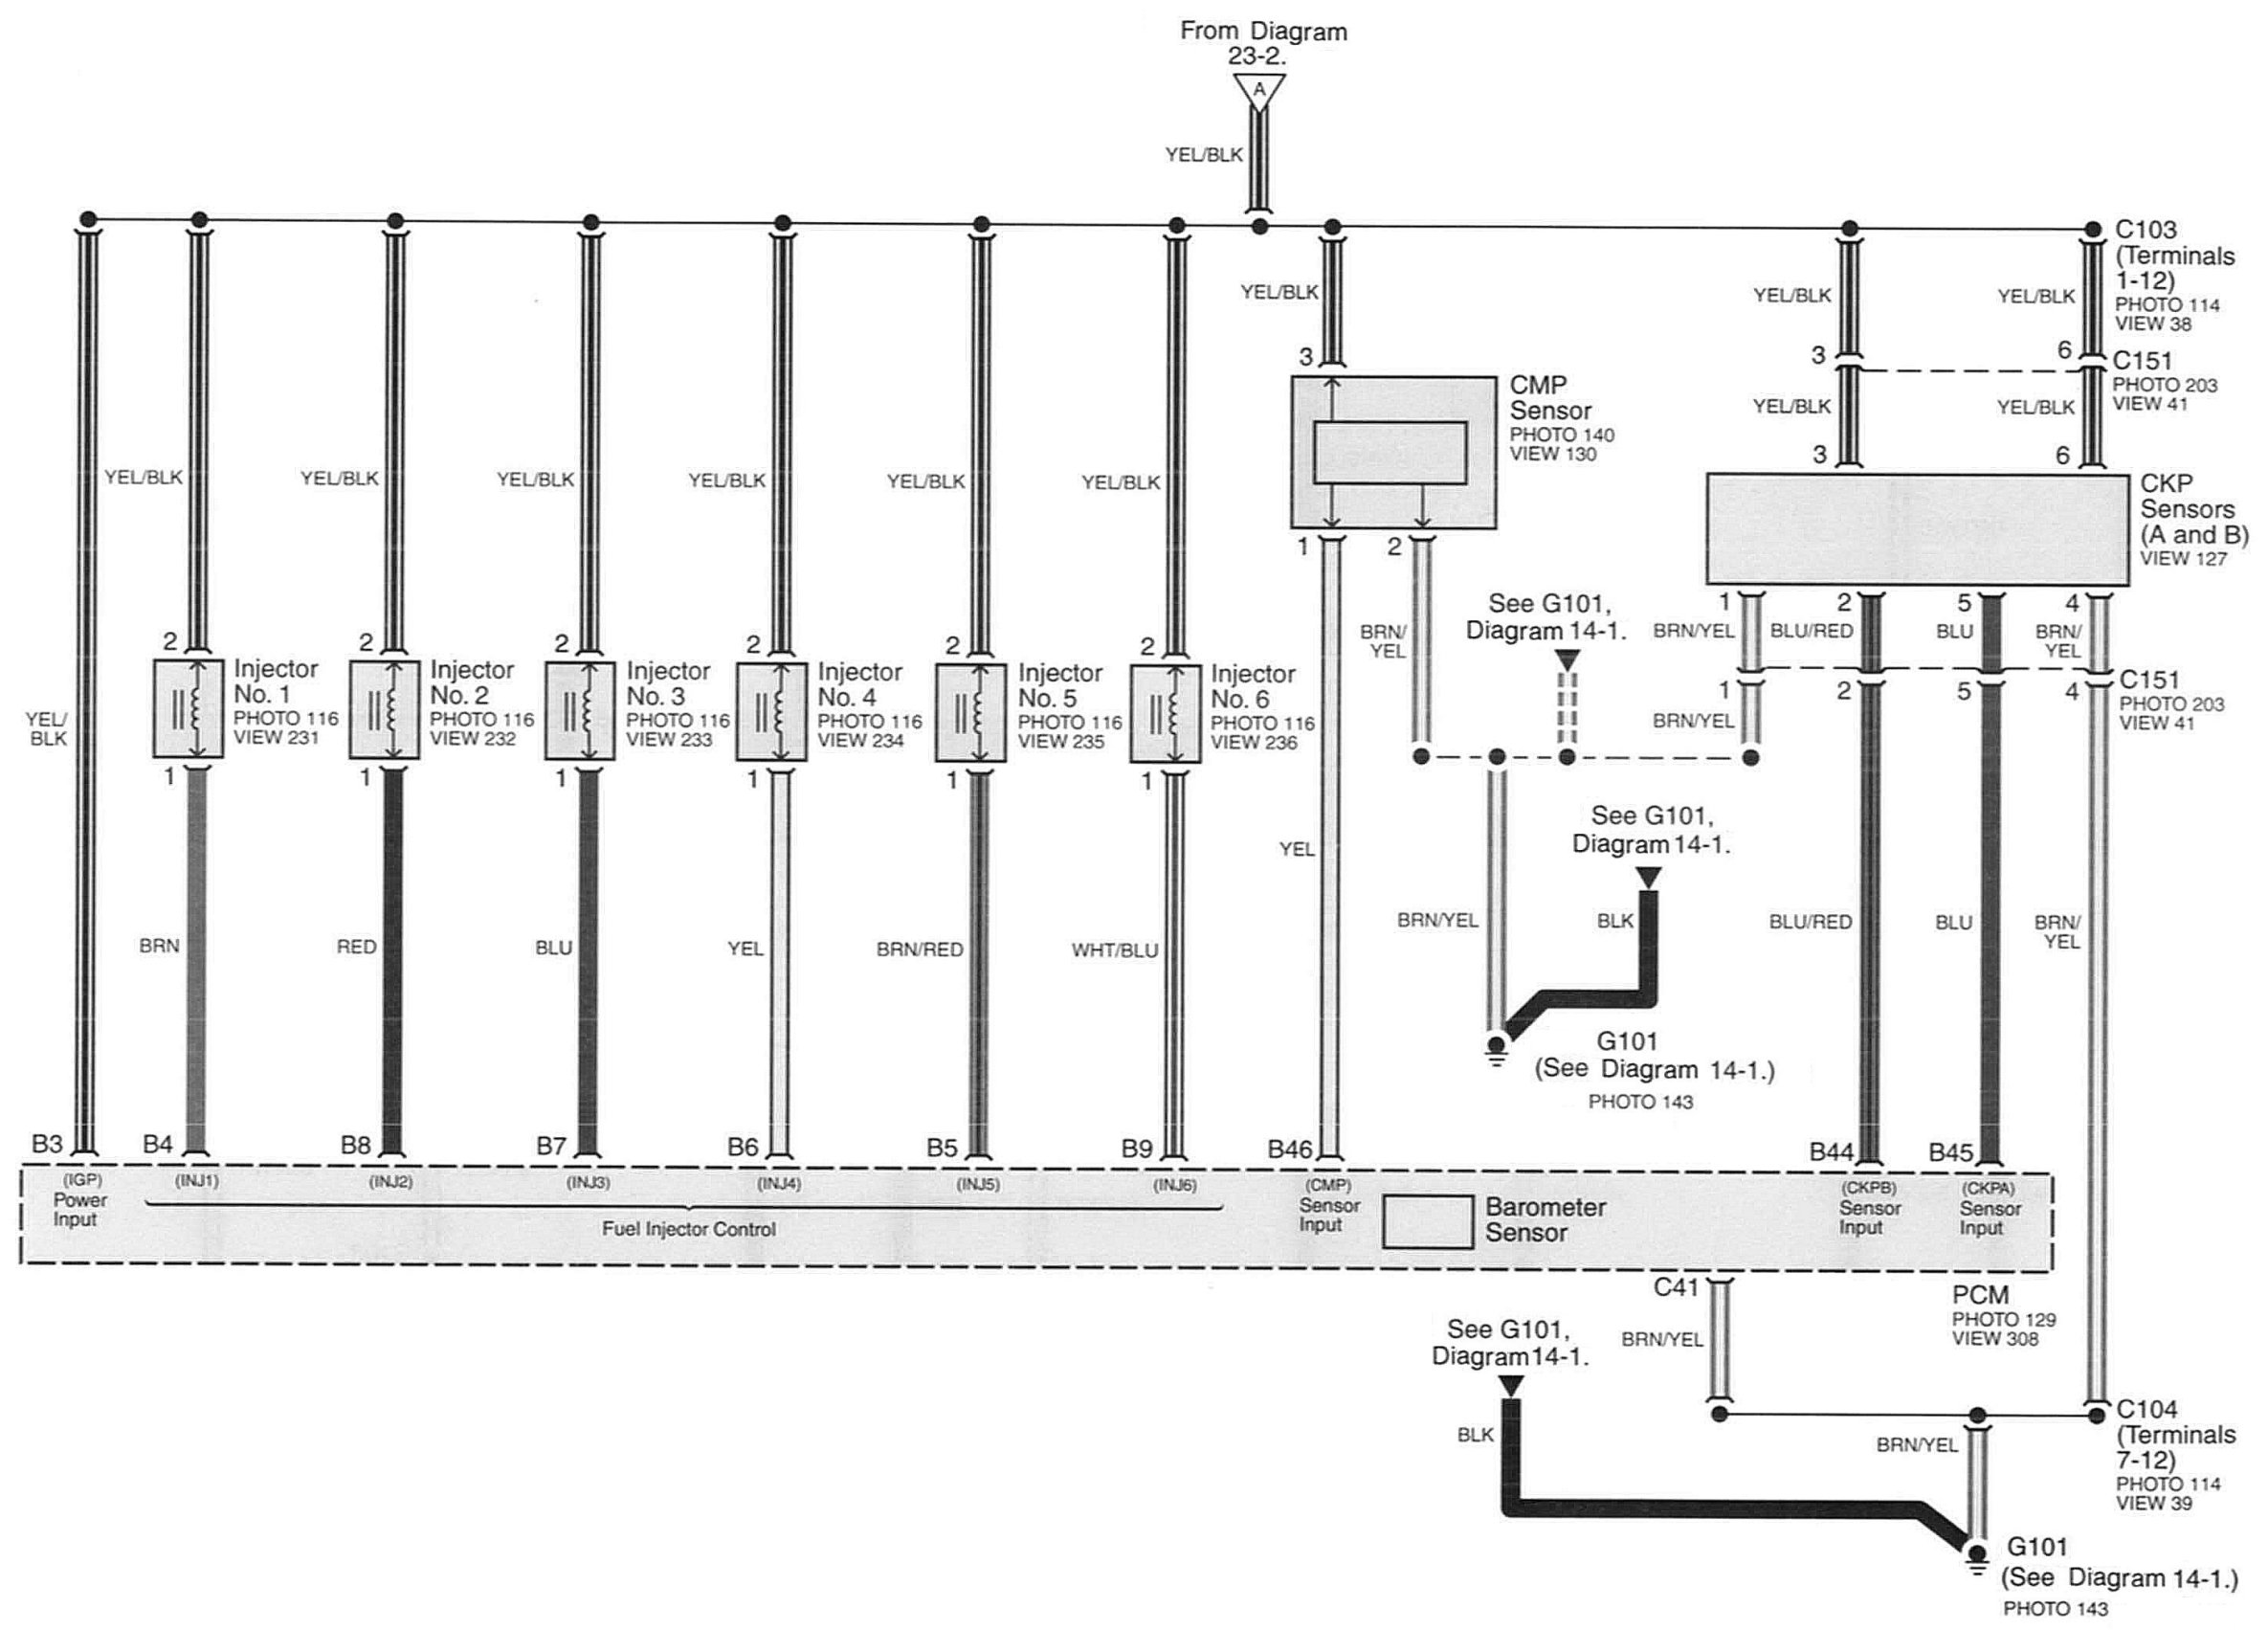 From Diagram
23-2.
A
YEL/BLK
C103
(Terminals
1-12)
PHOTO 114
VIEW 38
YEL/BLK
YEL/BLK
YEL/BLK
3
3
6
C151
PHOTO 203
VIEW 41
CMP
Sensor
PHOTO 140
VIEW 130
YEL/BLK
YEL/BLK
3
6
CKP
Sensors
(A and B)
VIEW 127
YEL/BLK
YEL/BLK
YEL/BLK
YEL/BLK
YEL/BLK
YEL/BLK
1
2
1
2
5
4
See G101,
Diagram 14-1.
BRN/
YEL
BRN/YEL
BLU/RED
BLU
BRN/
YEL
2
2
2
2
2
2
Injector
No. 1
PHOTO 116
VIEW 231
Injector
No. 2
PHOTO 116
VIEW 232
Injector
No. 3
PHOTO 116
VIEW 233
Injector
No. 4
PHOTO 116
VIEW 234
Injector
No. 5
PHOTO 116
VIEW 235
Injector
No. 6
PHOTO 116
VIEW 236
1
2
5
4
C151
PHOTO 203
VIEW 41
YEL/
BLK
BRN/YEL
1
1
1
1
1
1
See G101,
Diagram 14-1.
YEL
BRN/YEL
BLK
BLU/RED
BLU
BRN/
YEL
BRN
RED
BLU
YEL
BRN/RED
WHT/BLU
G101
(See Diagram 14-1.)
PHOTO 143
B3
B4
B8
B7
B6
B5
B9
B46
B44
B45
(IGP)
Power
Input
(INJ1)
(INJ2)
(INJ3)
(INJ4)
(INJ5)
(INJ6)
Fuel Injector Control
(CMP)
Sensor
Input
Barometer
Sensor
(CKPB)
Sensor
Input
(CKPA)
Sensor
Input
C41
PCM
PHOTO 129
VIEW 308
See G101,
Diagram 14-1.
BRN/YEL
BLK
BRN/YEL
C104
(Terminals
7-12)
PHOTO 114
VIEW 39
G101
(See Diagram 14-1.)
PHOTO 143